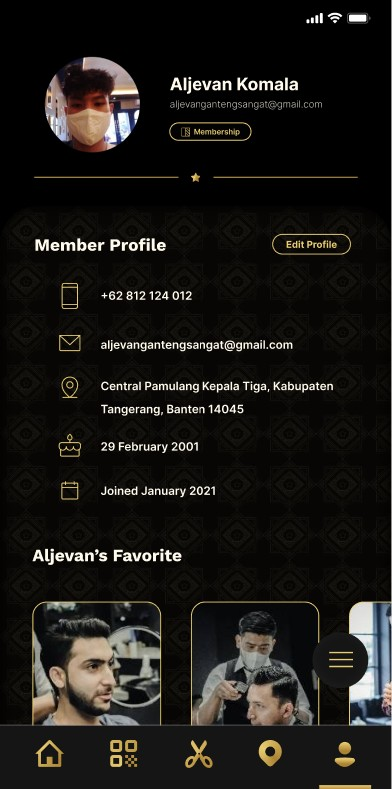 Aljevan Komala
aljevangantengsangat@gmail.com
Membership
Member Profile
Edit Profile
+62 812 124 012
aljevangantengsangat@gmail.com
Central Pamulang Kepala Tiga, Kabupaten
Tangerang, Banten 14045
29 February 2001
Joined January 2021
Aljevan’s Favorite